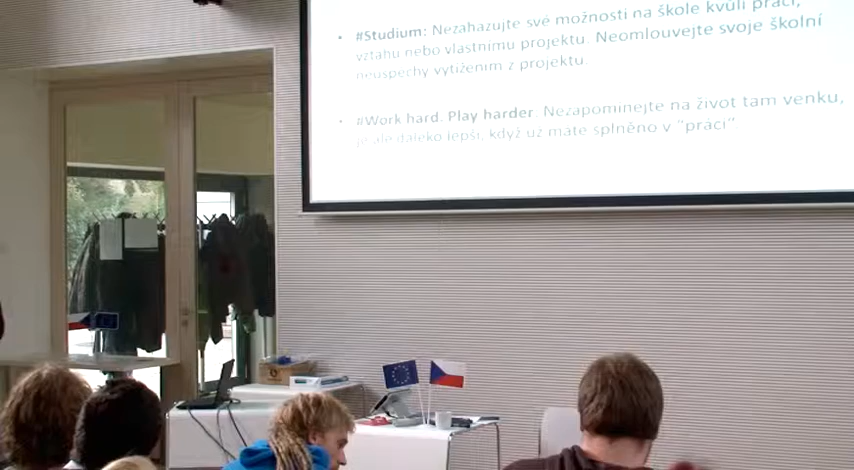 • #Studium: Nezahazujte své možnosti na škole kvůli práci,
vztahu nebo vlastnímu projektu. Neomlouvejte svoje školní
neúspěchy vytížením z projektu.
• #Work hard. Play harder. Nezapomínejte na život tam venku,
je ale daleko lepší, když už máte splněno v "práci"